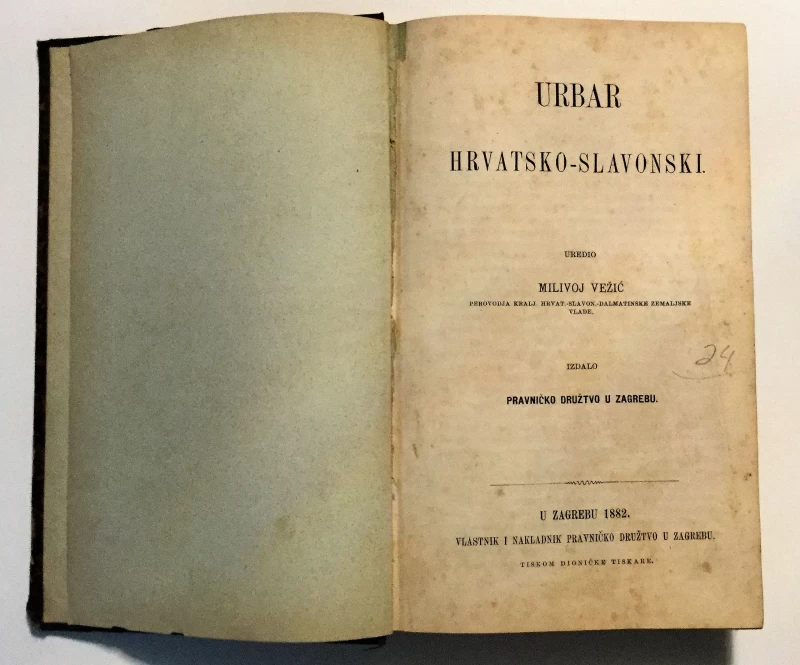 URBAR
HRVATSKO-SLAVONSKI.
UREDIO
MILIVOJ VEŽIĆ
PEROVODJA KRALJ. HRVAT.-SLAVON.-DALMATINSKE ZEMALJSKE
VLADE.
24
IZDALO
PRAVNIČKO DRUŽTVO U ZAGREBU.
U ZAGREBU 1882.
VLASTNIK I NAKLADNIK PRAVNIČKO DRUŽTVO U ZAGREBU.
TISKOM DIONIČKE TISKARE.